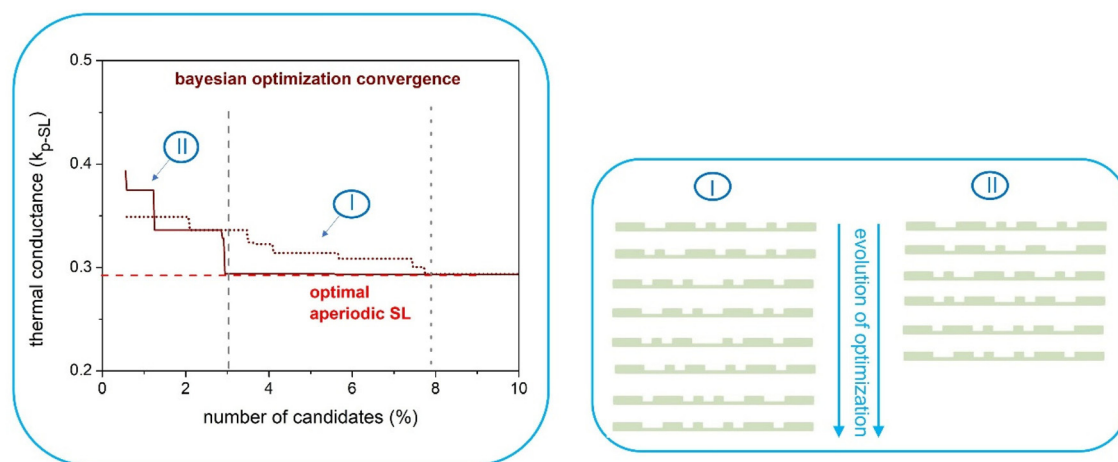 0.5
bayesian optimization convergence
II
0.4
I
thermal conductance (kp-SL)
0.3
optimal
aperiodic SL
0.2
0 2 4 6 8 10
number of candidates (%)
I
II
evolution of optimization